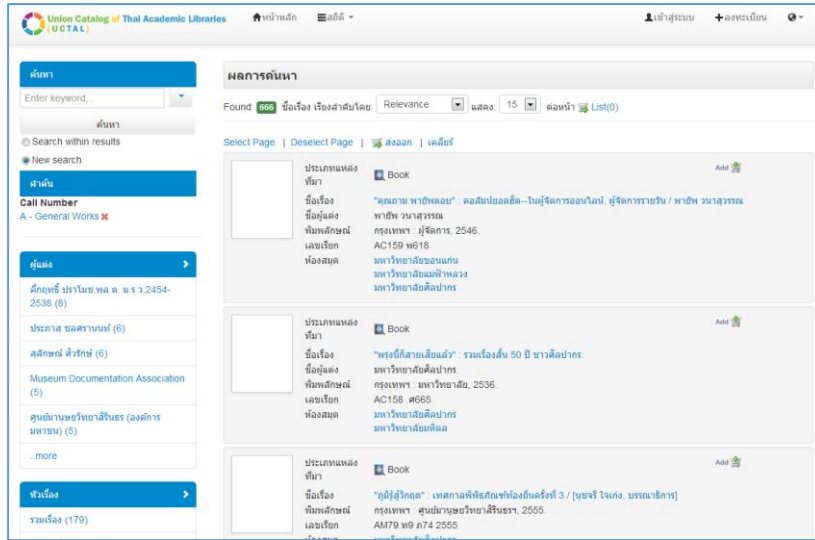 Union Catalog of Thai Academic Libraries
(UCTAL)
หน้าหลัก
สถิติ
เข้าสู่ระบบ
ลงทะเบียน
ค้นหา
Enter keyword...
ค้นหา
Search within results
New search
คำค้น
Call Number
A - General Works
ผู้แต่ง
คึกฤทธิ์ ปราโมช,พล.ต. ม.ร.ว,2454-
2538 (8)
ประภาส ชลศรานนท์ (6)
สุลักษณ์ ศิวรักษ์ (6)
Museum Documentation Association
(5)
ศูนย์มานุษยวิทยาสิรินธร (องค์การ
มหาชน) (5)
..more
หัวเรื่อง
รวมเรื่อง (179)
ผลการค้นหา
Found: 666 ชื่อเรื่อง เรียงลำดับโดย: Relevance แสดง: 15 ต่อหน้า List(0)
Select Page | Deselect Page | ส่งออก | เคลียร์
ประเภทแหล่ง
ที่มา Book Add
ชื่อเรื่อง "คุณถาม พายัพตอบ" : คอลัมน์ยอดฮิต--ในผู้จัดการออนไลน์, ผู้จัดการรายวัน / พายัพ วนาสุวรรณ
ชื่อผู้แต่ง พายัพ วนาสุวรรณ
พิมพลักษณ์ กรุงเทพฯ : ผู้จัดการ, 2546.
เลขเรียก AC159 พ618
ห้องสมุด มหาวิทยาลัยขอนแก่น
มหาวิทยาลัยแม่ฟ้าหลวง
มหาวิทยาลัยศิลปากร
ประเภทแหล่ง
ที่มา Book Add
ชื่อเรื่อง "พรุ่งนี้ก็สายเสียแล้ว" : รวมเรื่องสั้น 50 ปี ชาวศิลปากร.
ชื่อผู้แต่ง มหาวิทยาลัยศิลปากร
พิมพลักษณ์ กรุงเทพฯ : มหาวิทยาลัย, 2536.
เลขเรียก AC158 .ศ665
ห้องสมุด มหาวิทยาลัยศิลปากร
มหาวิทยาลัยมหิดล
ประเภทแหล่ง
ที่มา Book Add
ชื่อเรื่อง "ภูมิรู้สู้วิกฤต" : เทศกาลพิพิธภัณฑ์ท้องถิ่นครั้งที่ 3 / [นุชจรี ใจเก่ง, บรรณาธิการ]
พิมพลักษณ์ กรุงเทพฯ : ศูนย์มานุษยวิทยาสิรินธรฯ, 2555.
เลขเรียก AM79.ท9 ภ74 2555